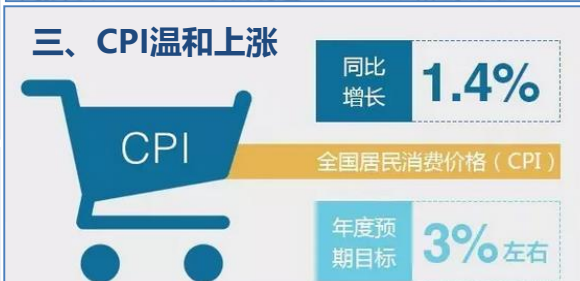 三、CPI温和上涨
同比
增长
1.4%
CPI
全国居民消费价格（CPI）
年度预
期目标
3%左右